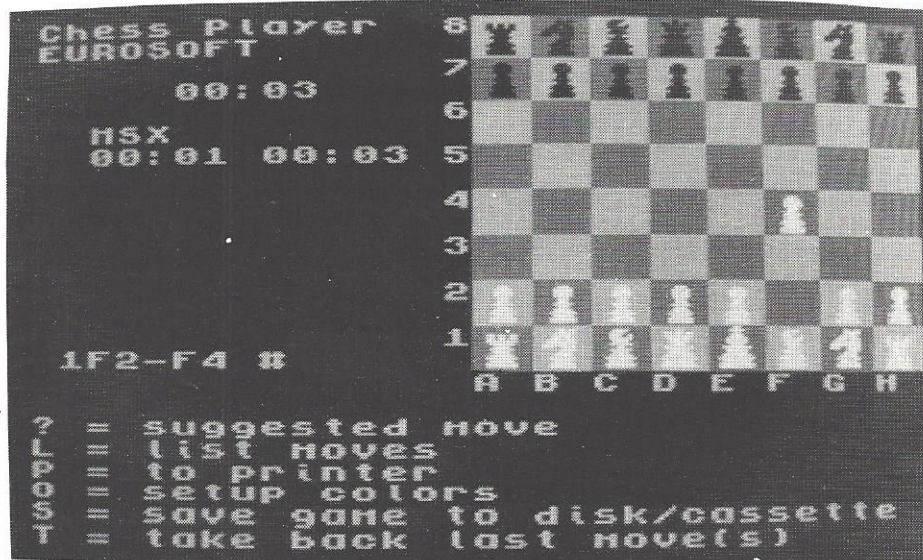 Chess Player
EUROSOFT
00:03
MSX
00:01 00:03
1F2-F4 #
8
7
6
5
4
3
2
1
A B C D E F G H
? = suggested move
L = list moves
P = to printer
O = setup colors
S = save game to disk/cassette
T = take back last move(s)